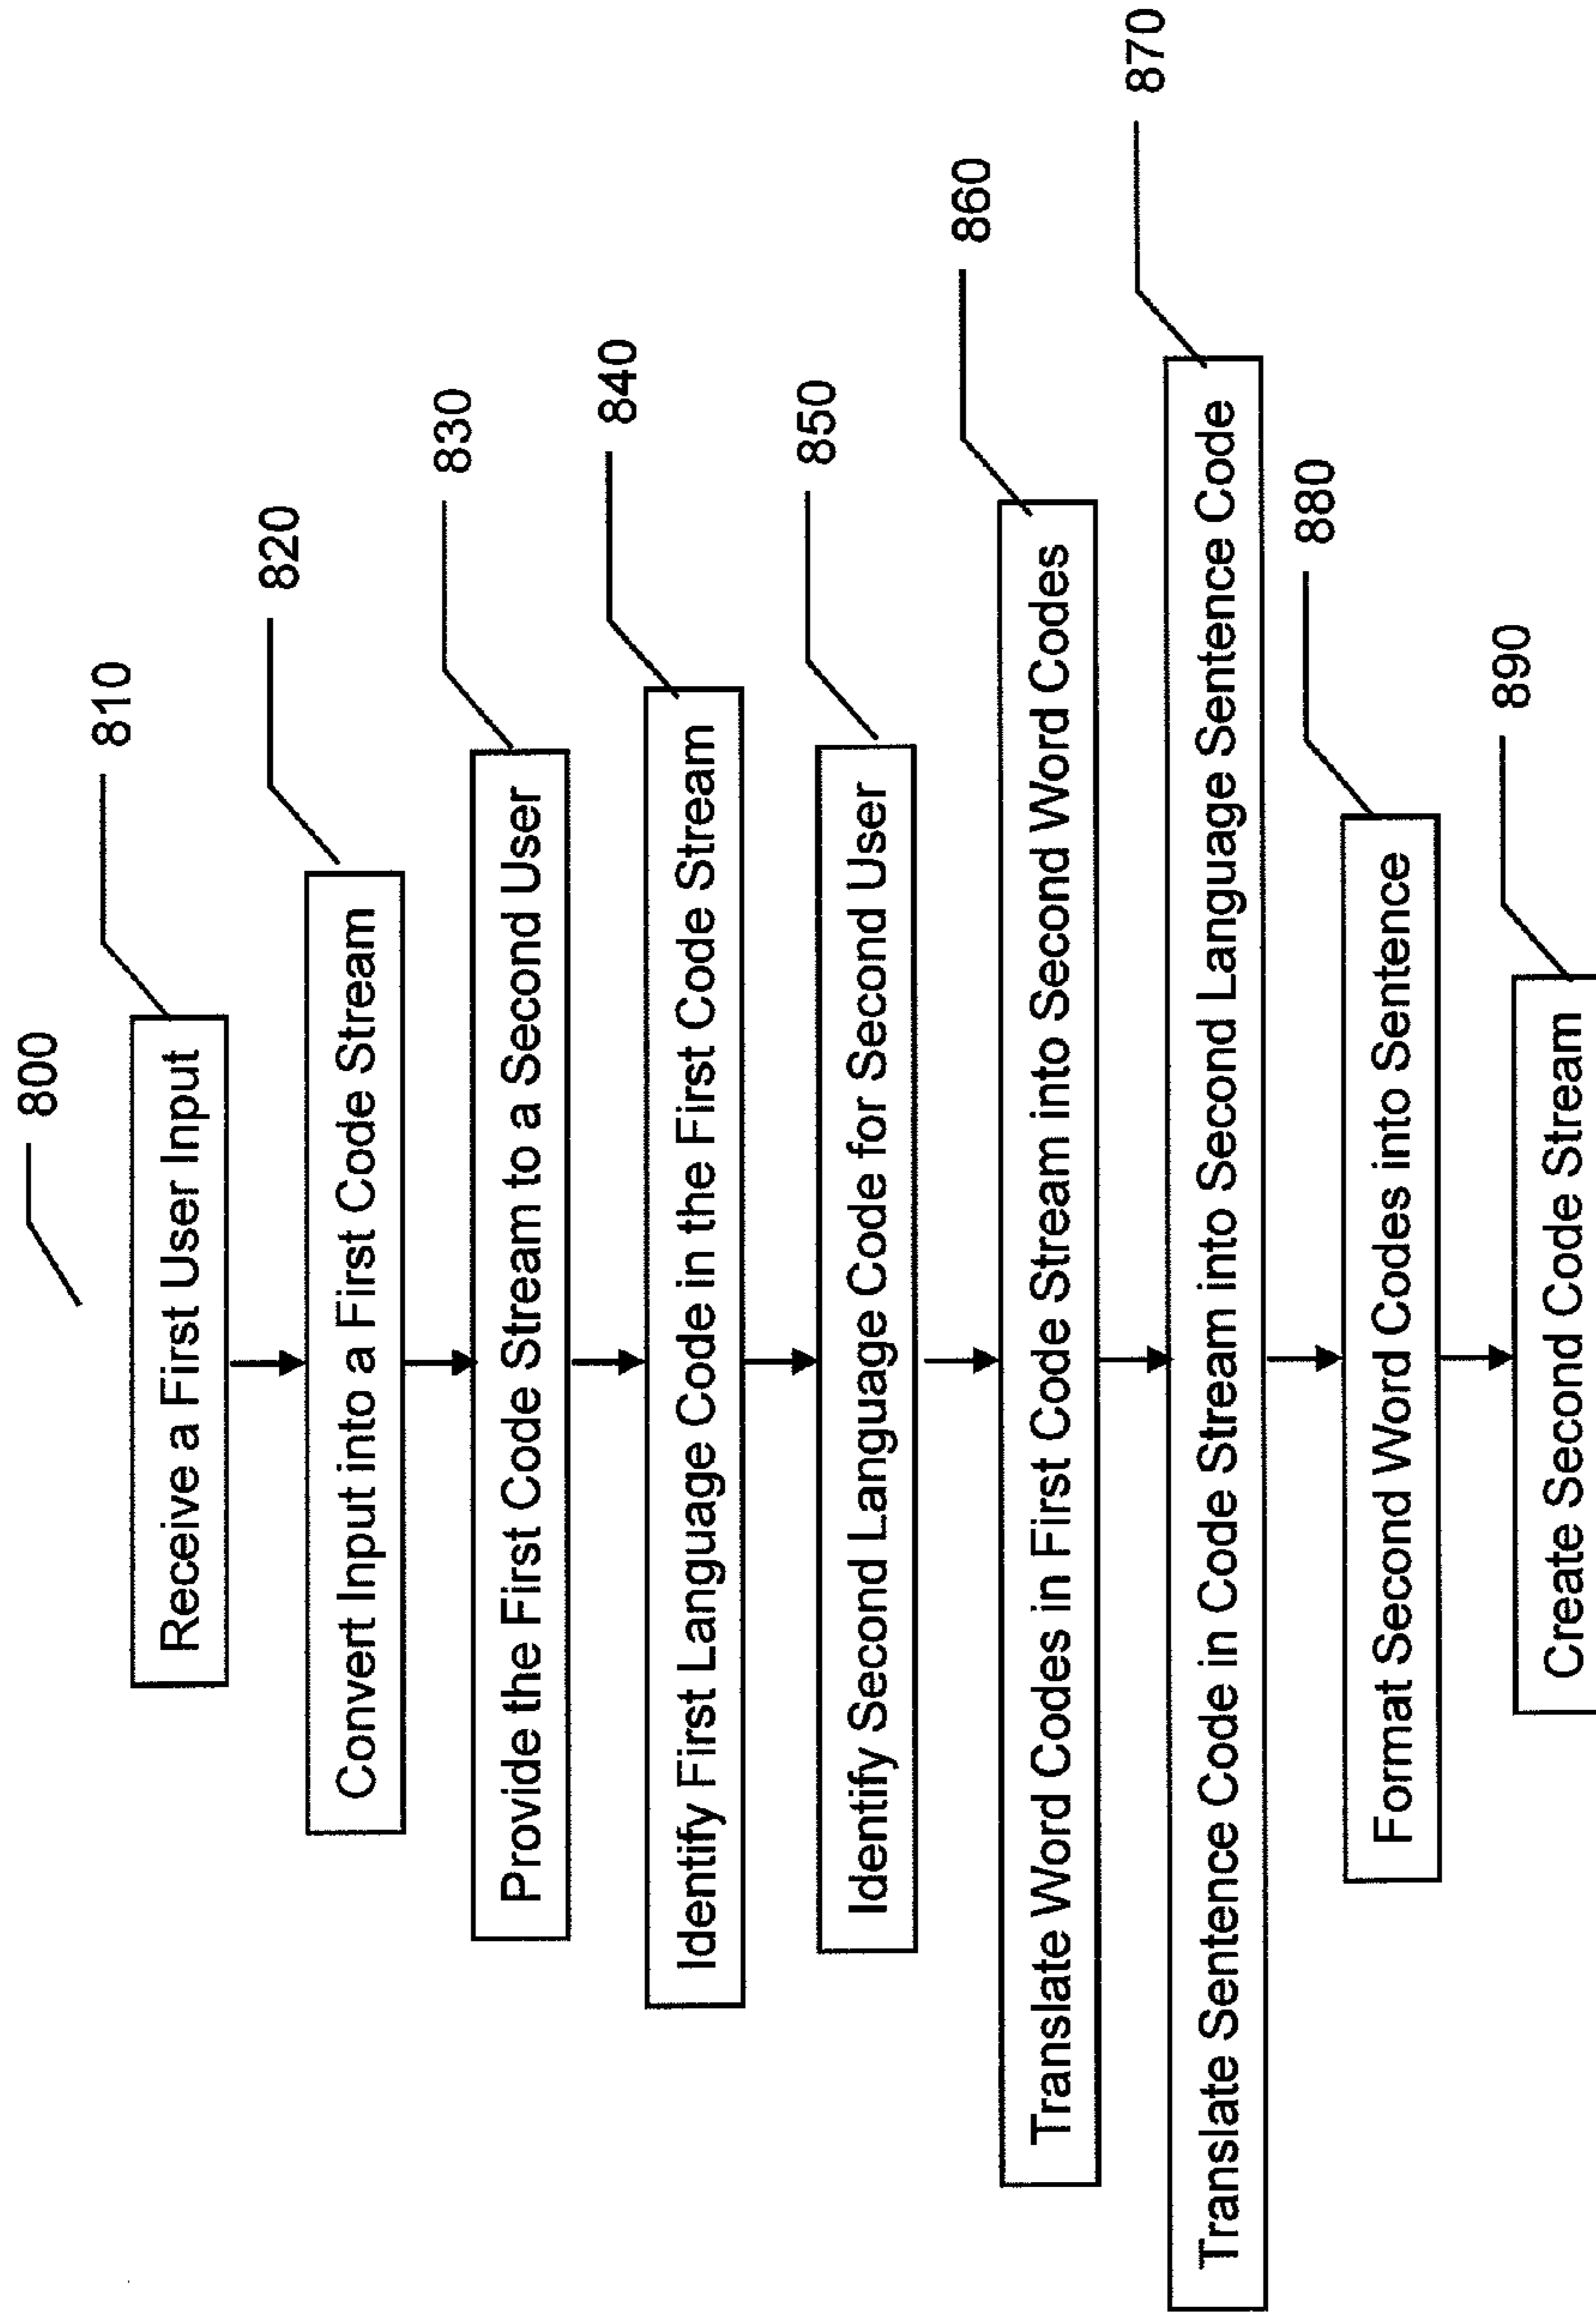 800
Receive a First User Input
810
Convert Input into a First Code Stream
820
Provide the First Code Stream to a Second User
830
Identify First Language Code in the First Code Stream
840
Identify Second Language Code for Second User
850
Translate Word Codes in First Code Stream into Second Word Codes
860
Translate Sentence Code in Code Stream into Second Language Sentence Code
870
Format Second Word Codes into Sentence
880
Create Second Code Stream
890